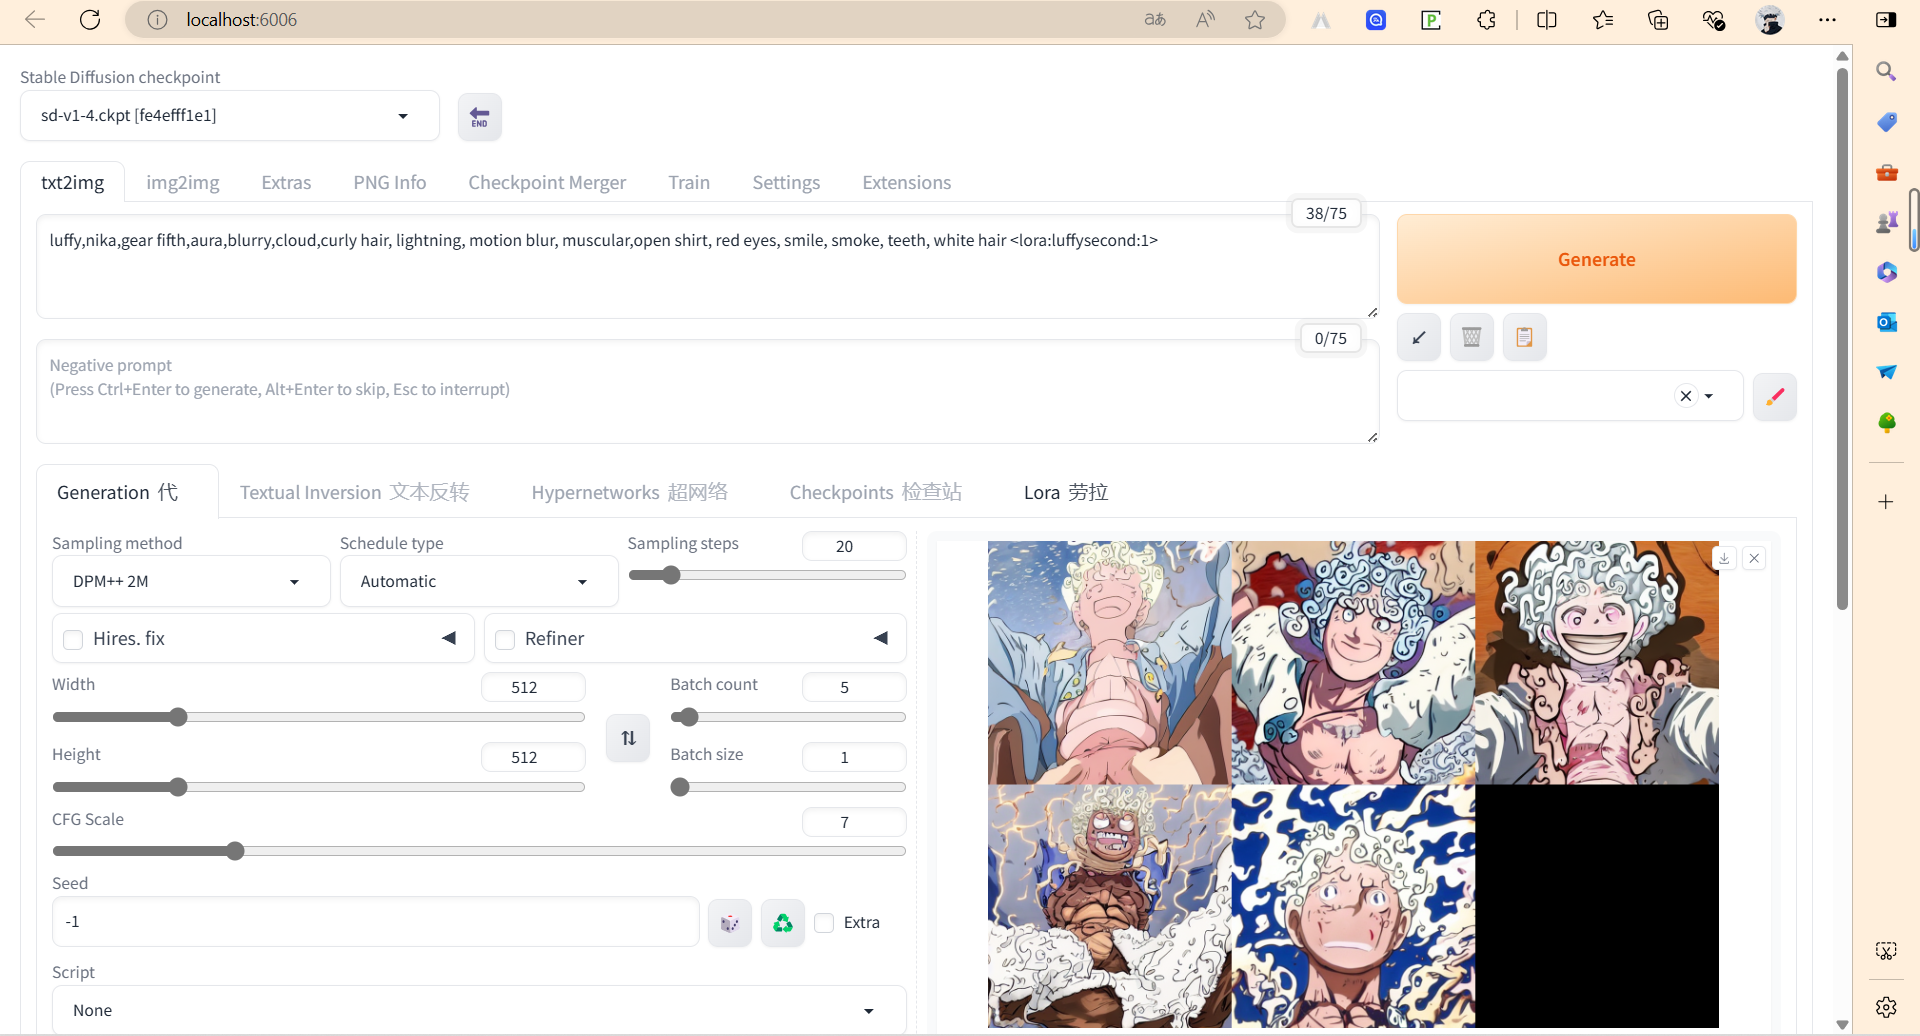 localhost:6006
Stable Diffusion checkpoint
sd-v1-4.ckpt [fe4efff1e1]
END
txt2img img2img Extras PNG Info Checkpoint Merger Train Settings Extensions
38/75
luffy,nika,gear fifth,aura,blurry,cloud,curly hair, lightning, motion blur, muscular,open shirt, red eyes, smile, smoke, teeth, white hair <lora:luffysecond:1>
Generate
0/75
Negative prompt
(Press Ctrl+Enter to generate, Alt+Enter to skip, Esc to interrupt)
Generation 代 Textual Inversion 文本反转 Hypernetworks 超网络 Checkpoints 检查站 Lora 劳拉
Sampling method Schedule type Sampling steps 20
DPM++ 2M Automatic
Hires. fix Refiner
Width 512 Batch count 5
Height 512 Batch size 1
CFG Scale 7
Seed
-1 Extra
Script
None